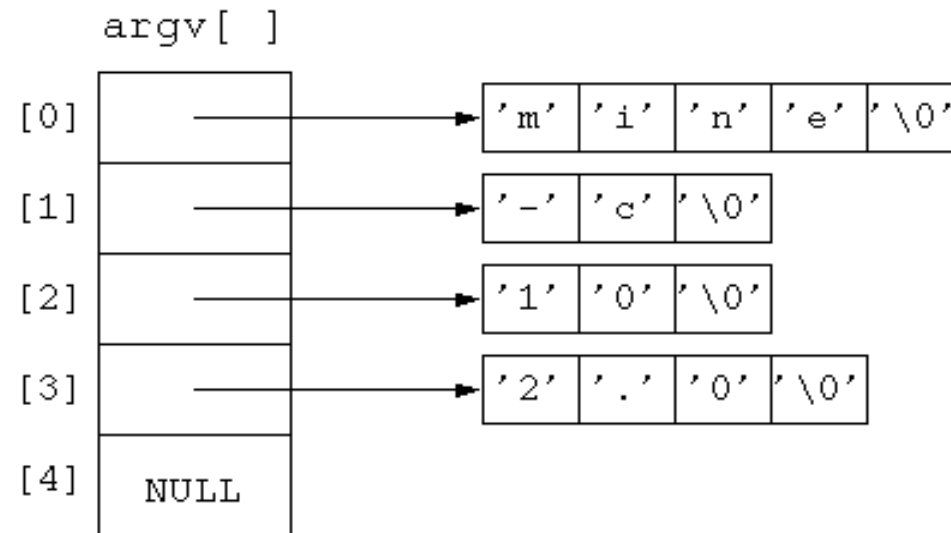 argv[ ]
[0] 'm' 'i' 'n' 'e' '\0'
[1] '-' 'c' '\0'
[2] '1' '0' '\0'
[3] '2' '.' '0' '\0'
[4] NULL